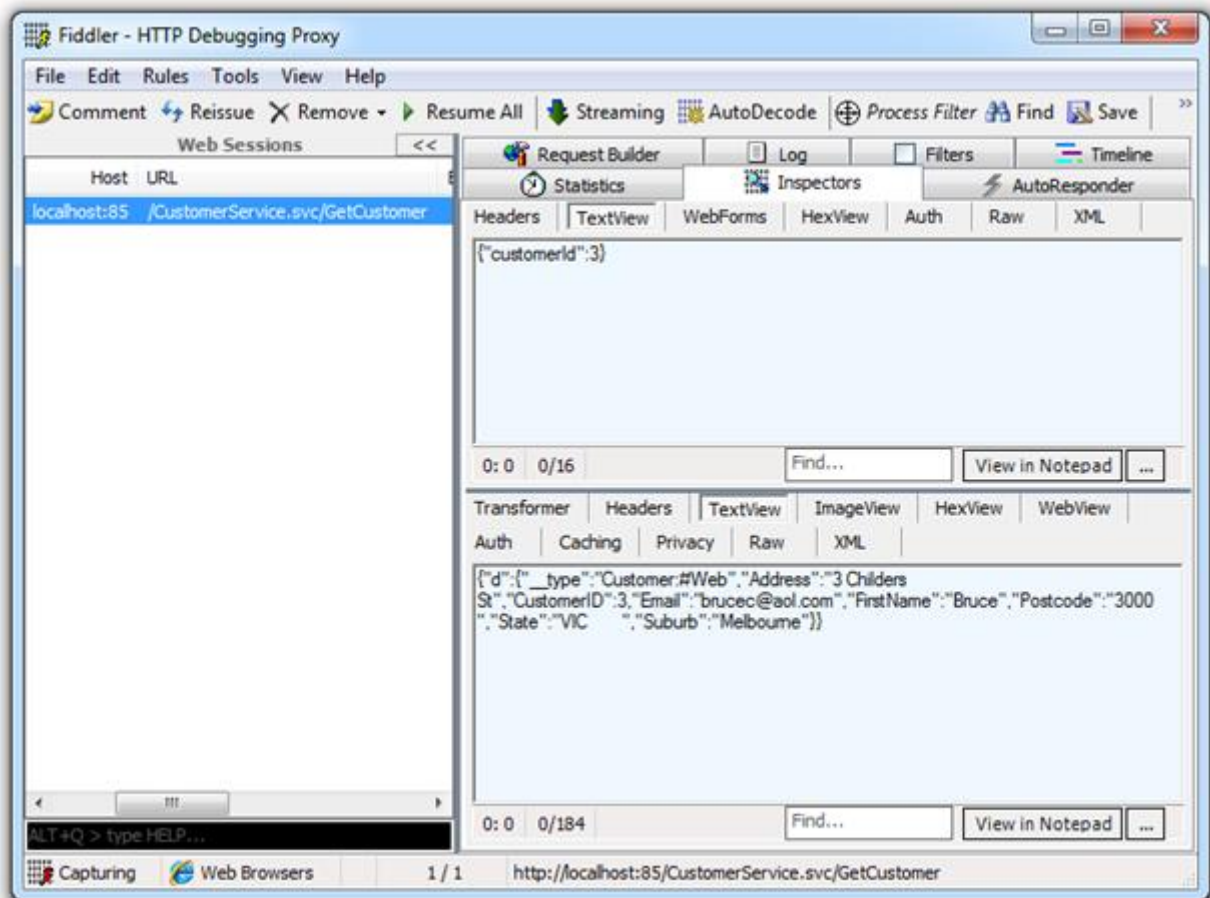 Fiddler - HTTP Debugging Proxy
File Edit Rules Tools View Help
Comment Reissue Remove Resume All Streaming AutoDecode Process Filter Find Save »
Web Sessions <<
Host URL
localhost:85 /CustomerService.svc/GetCustomer
ALT+Q > type HELP...
Request Builder Log Filters Timeline
Statistics Inspectors AutoResponder
Headers TextView WebForms HexView Auth Raw XML
{"customerId":3}
0: 0 0/16 Find... View in Notepad ...
Transformer Headers TextView ImageView HexView WebView
Auth Caching Privacy Raw XML
{"d":{"__type":"Customer:#Web","Address":"3 Childers
St","CustomerID":3,"Email":"brucec@aol.com","FirstName":"Bruce","Postcode":"3000
","State":"VIC      ","Suburb":"Melbourne"}}
0: 0 0/184 Find... View in Notepad ...
Capturing Web Browsers 1 / 1 http://localhost:85/CustomerService.svc/GetCustomer